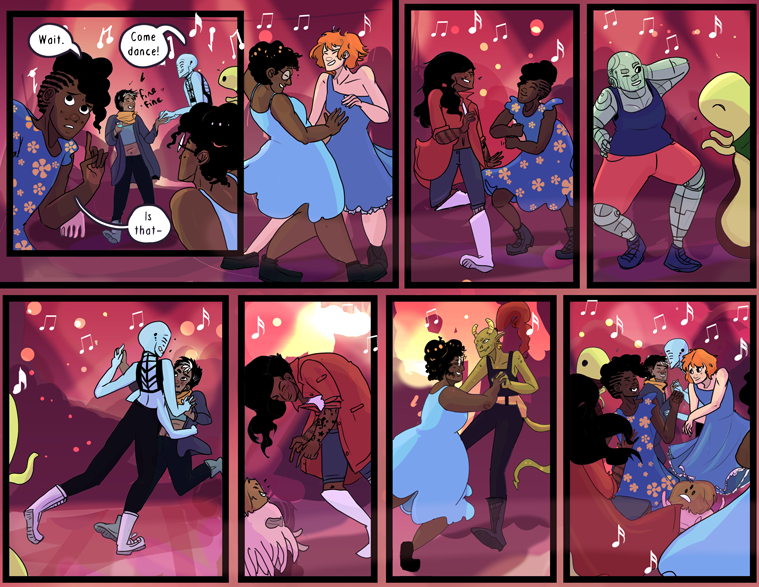 Wait.
Come
dance!
fine
fine
Is
that-